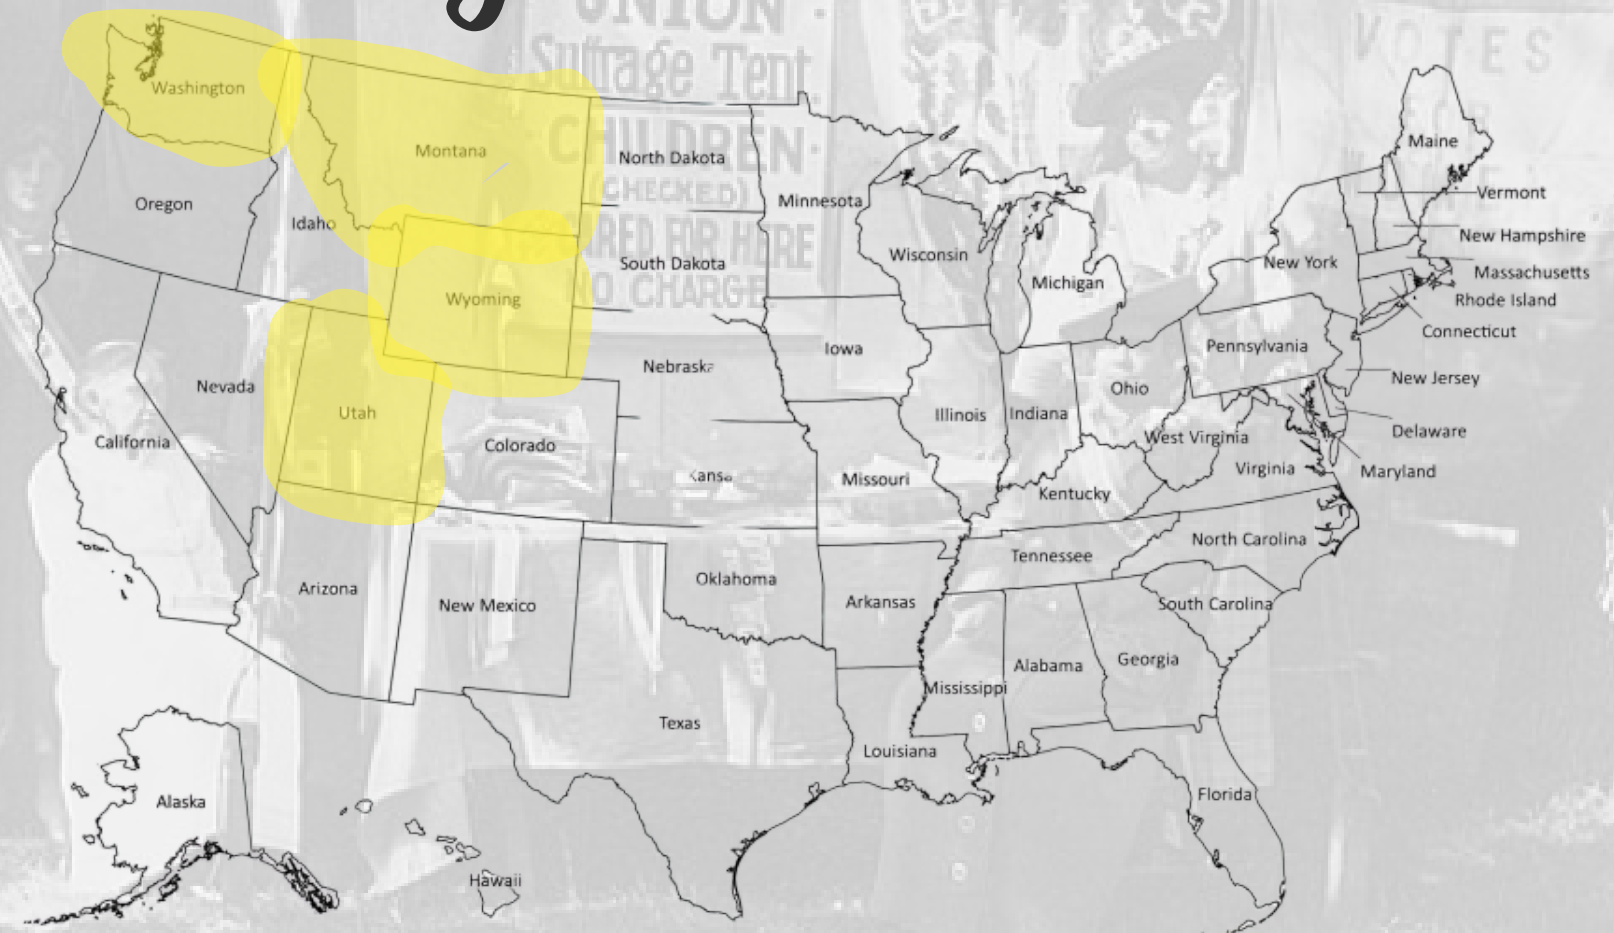 UNION
Suffrage Tent
VOTES
FOR
CHILDREN
(CHECKED)
CARED FOR HERE
NO CHARGE
Washington
Montana
Oregon
Idaho
Wyoming
North Dakota
South Dakota
Minnesota
Wisconsin
Michigan
Maine
Vermont
New Hampshire
New York
Massachusetts
Rhode Island
Connecticut
Nevada
Utah
California
Colorado
Nebraska
Iowa
Illinois
Indiana
Ohio
Pennsylvania
New Jersey
Delaware
Maryland
West Virginia
Virginia
Kansa
Missouri
Kentucky
Arizona
New Mexico
Oklahoma
Arkansas
Tennessee
North Carolina
South Carolina
Texas
Louisiana
Mississippi
Alabama
Georgia
Florida
Alaska
Hawaii